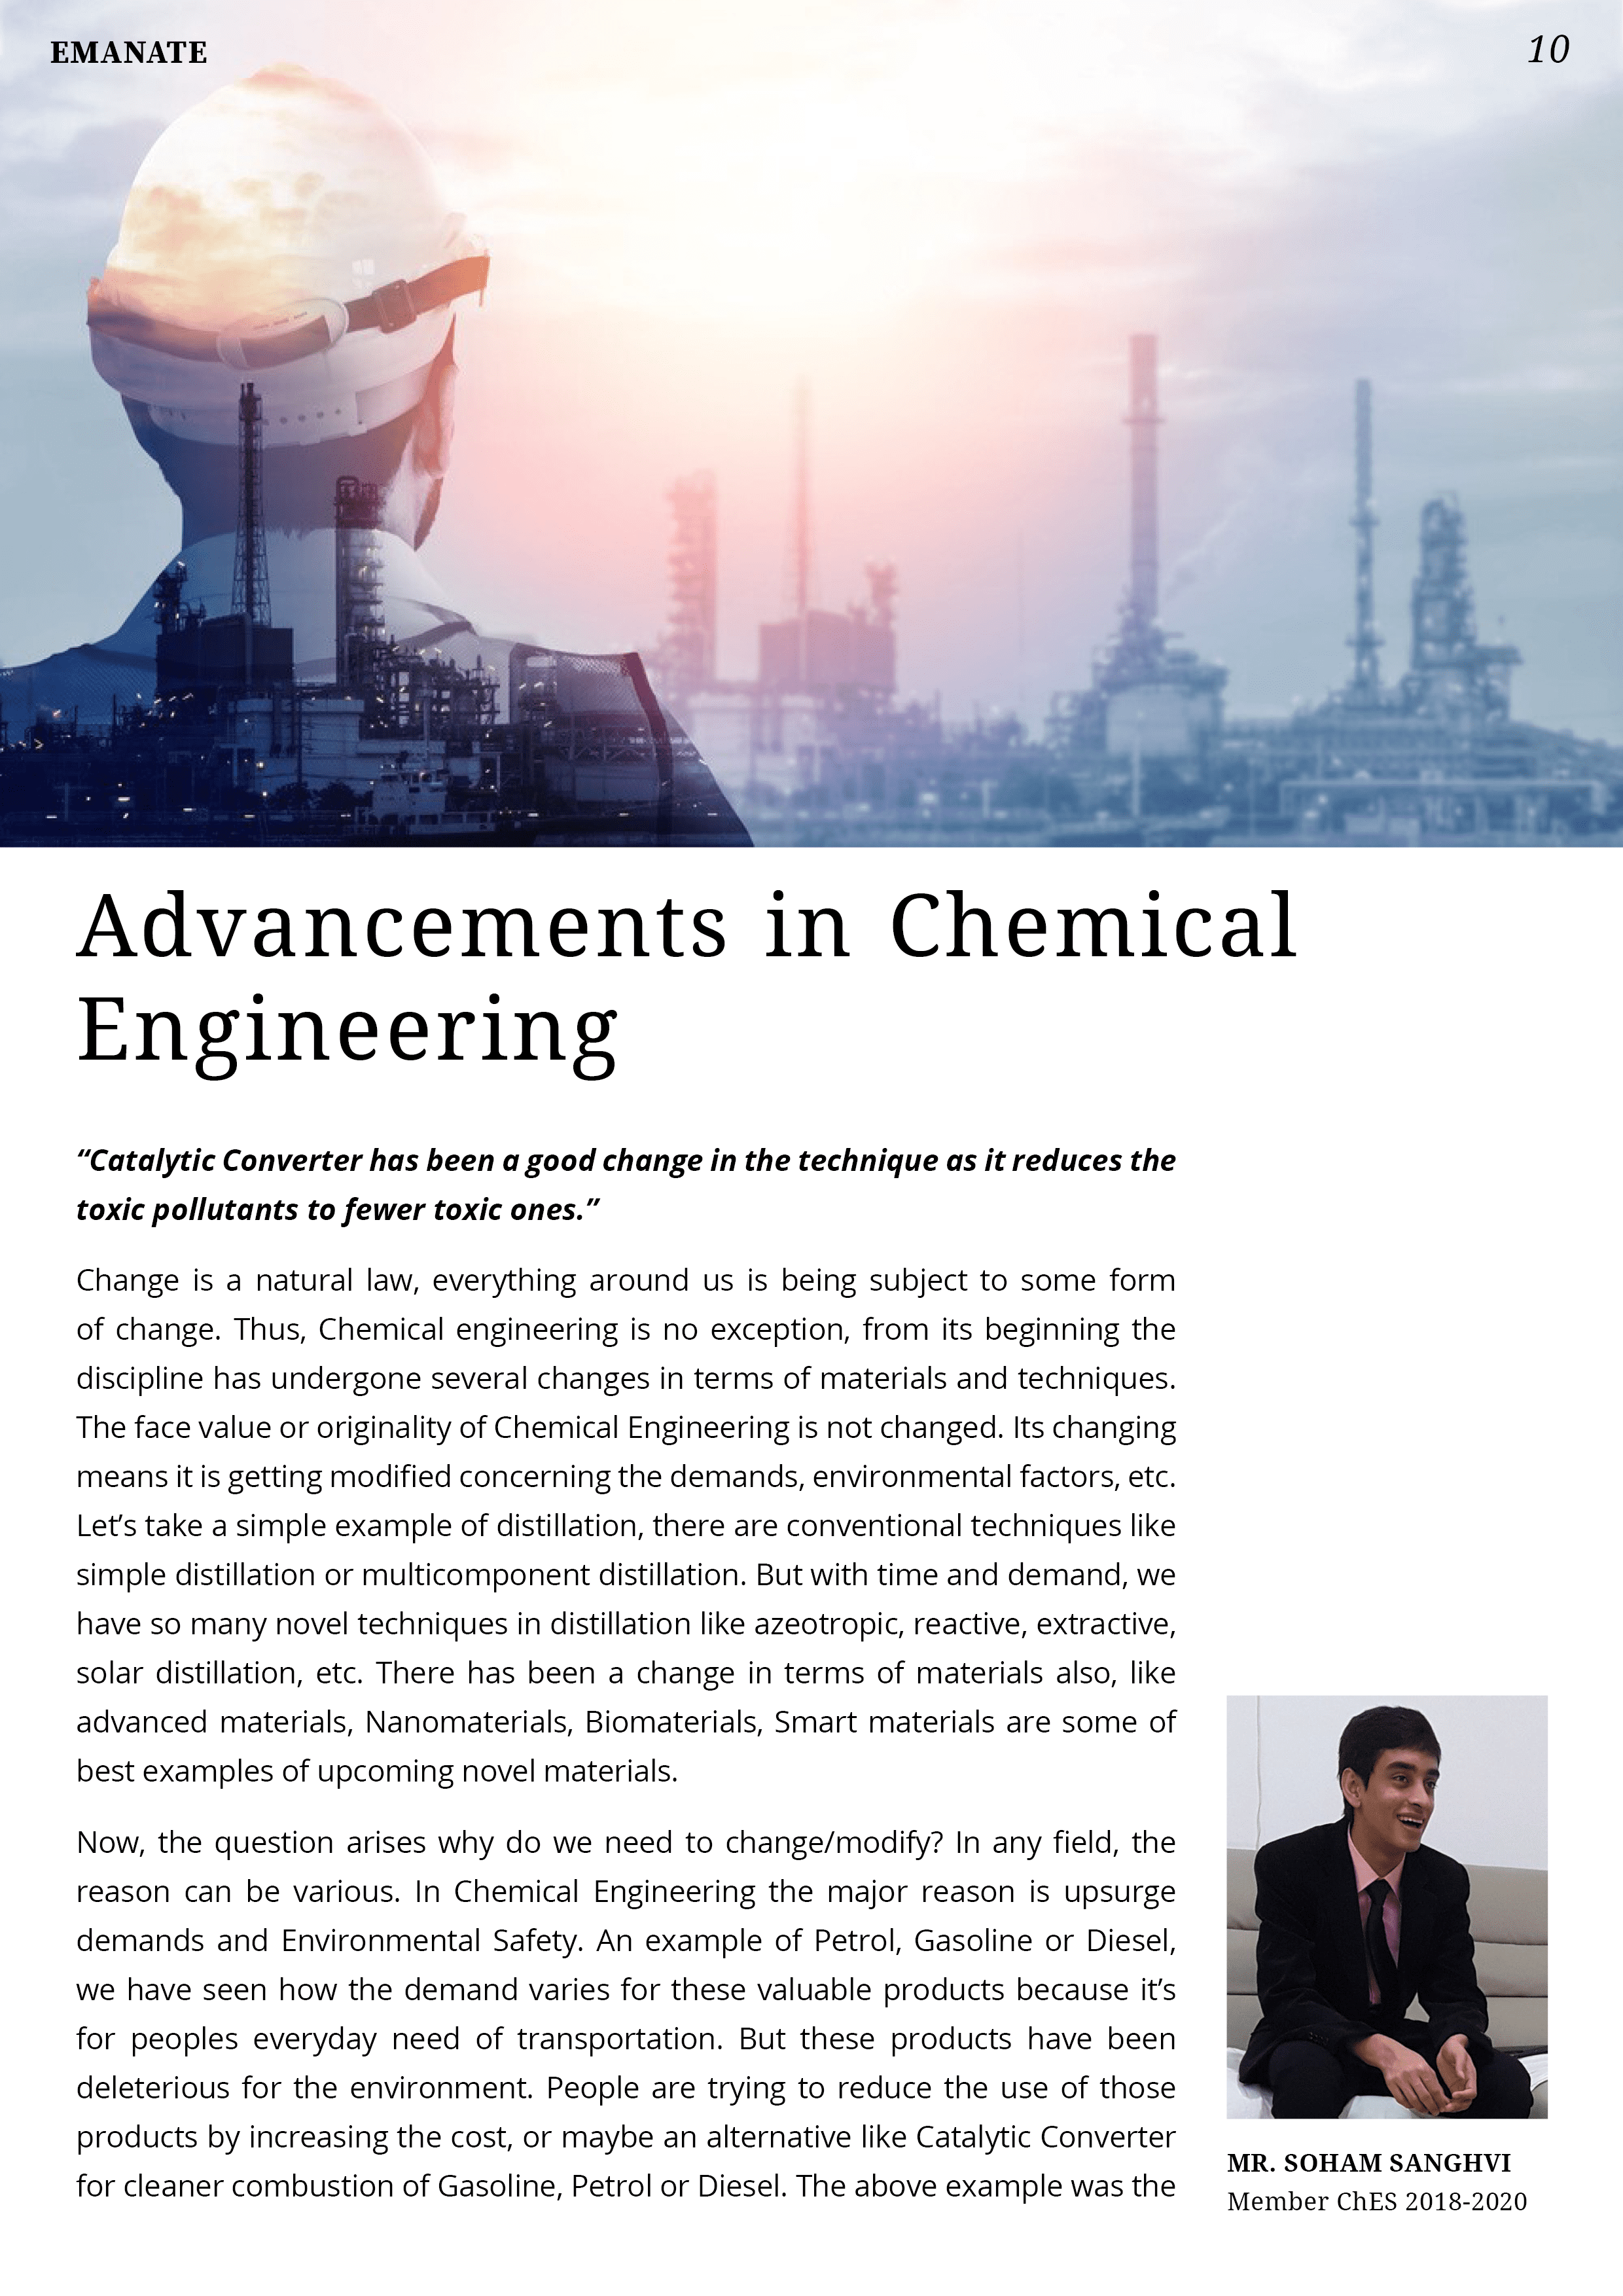 EMANATE
10
Advancements in Chemical
Engineering
“Catalytic Converter has been a good change in the technique as it reduces the
toxic pollutants to fewer toxic ones.”
Change is a natural law, everything around us is being subject to some form
of change. Thus, Chemical engineering is no exception, from its beginning the
discipline has undergone several changes in terms of materials and techniques.
The face value or originality of Chemical Engineering is not changed. Its changing
means it is getting modified concerning the demands, environmental factors, etc.
Let’s take a simple example of distillation, there are conventional techniques like
simple distillation or multicomponent distillation. But with time and demand, we
have so many novel techniques in distillation like azeotropic, reactive, extractive,
solar distillation, etc. There has been a change in terms of materials also, like
advanced materials, Nanomaterials, Biomaterials, Smart materials are some of
best examples of upcoming novel materials.
Now, the question arises why do we need to change/modify? In any field, the
reason can be various. In Chemical Engineering the major reason is upsurge
demands and Environmental Safety. An example of Petrol, Gasoline or Diesel,
we have seen how the demand varies for these valuable products because it’s
for peoples everyday need of transportation. But these products have been
deleterious for the environment. People are trying to reduce the use of those
products by increasing the cost, or maybe an alternative like Catalytic Converter
for cleaner combustion of Gasoline, Petrol or Diesel. The above example was the
MR. SOHAM SANGHVI
Member ChES 2018-2020